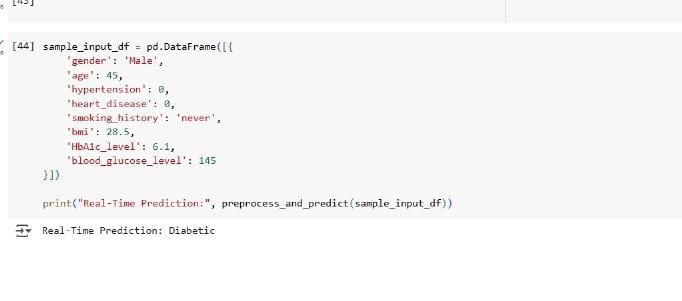 [43]
[44] sample_input_df = pd.DataFrame([{
'gender': 'Male',
'age': 45,
'hypertension': 0,
'heart_disease': 0,
'smoking_history': 'never',
'bmi': 28.5,
'HbA1c_level': 6.1,
'blood_glucose_level': 145
}])
print("Real-Time Prediction:", preprocess_and_predict(sample_input_df))
Real-Time Prediction: Diabetic